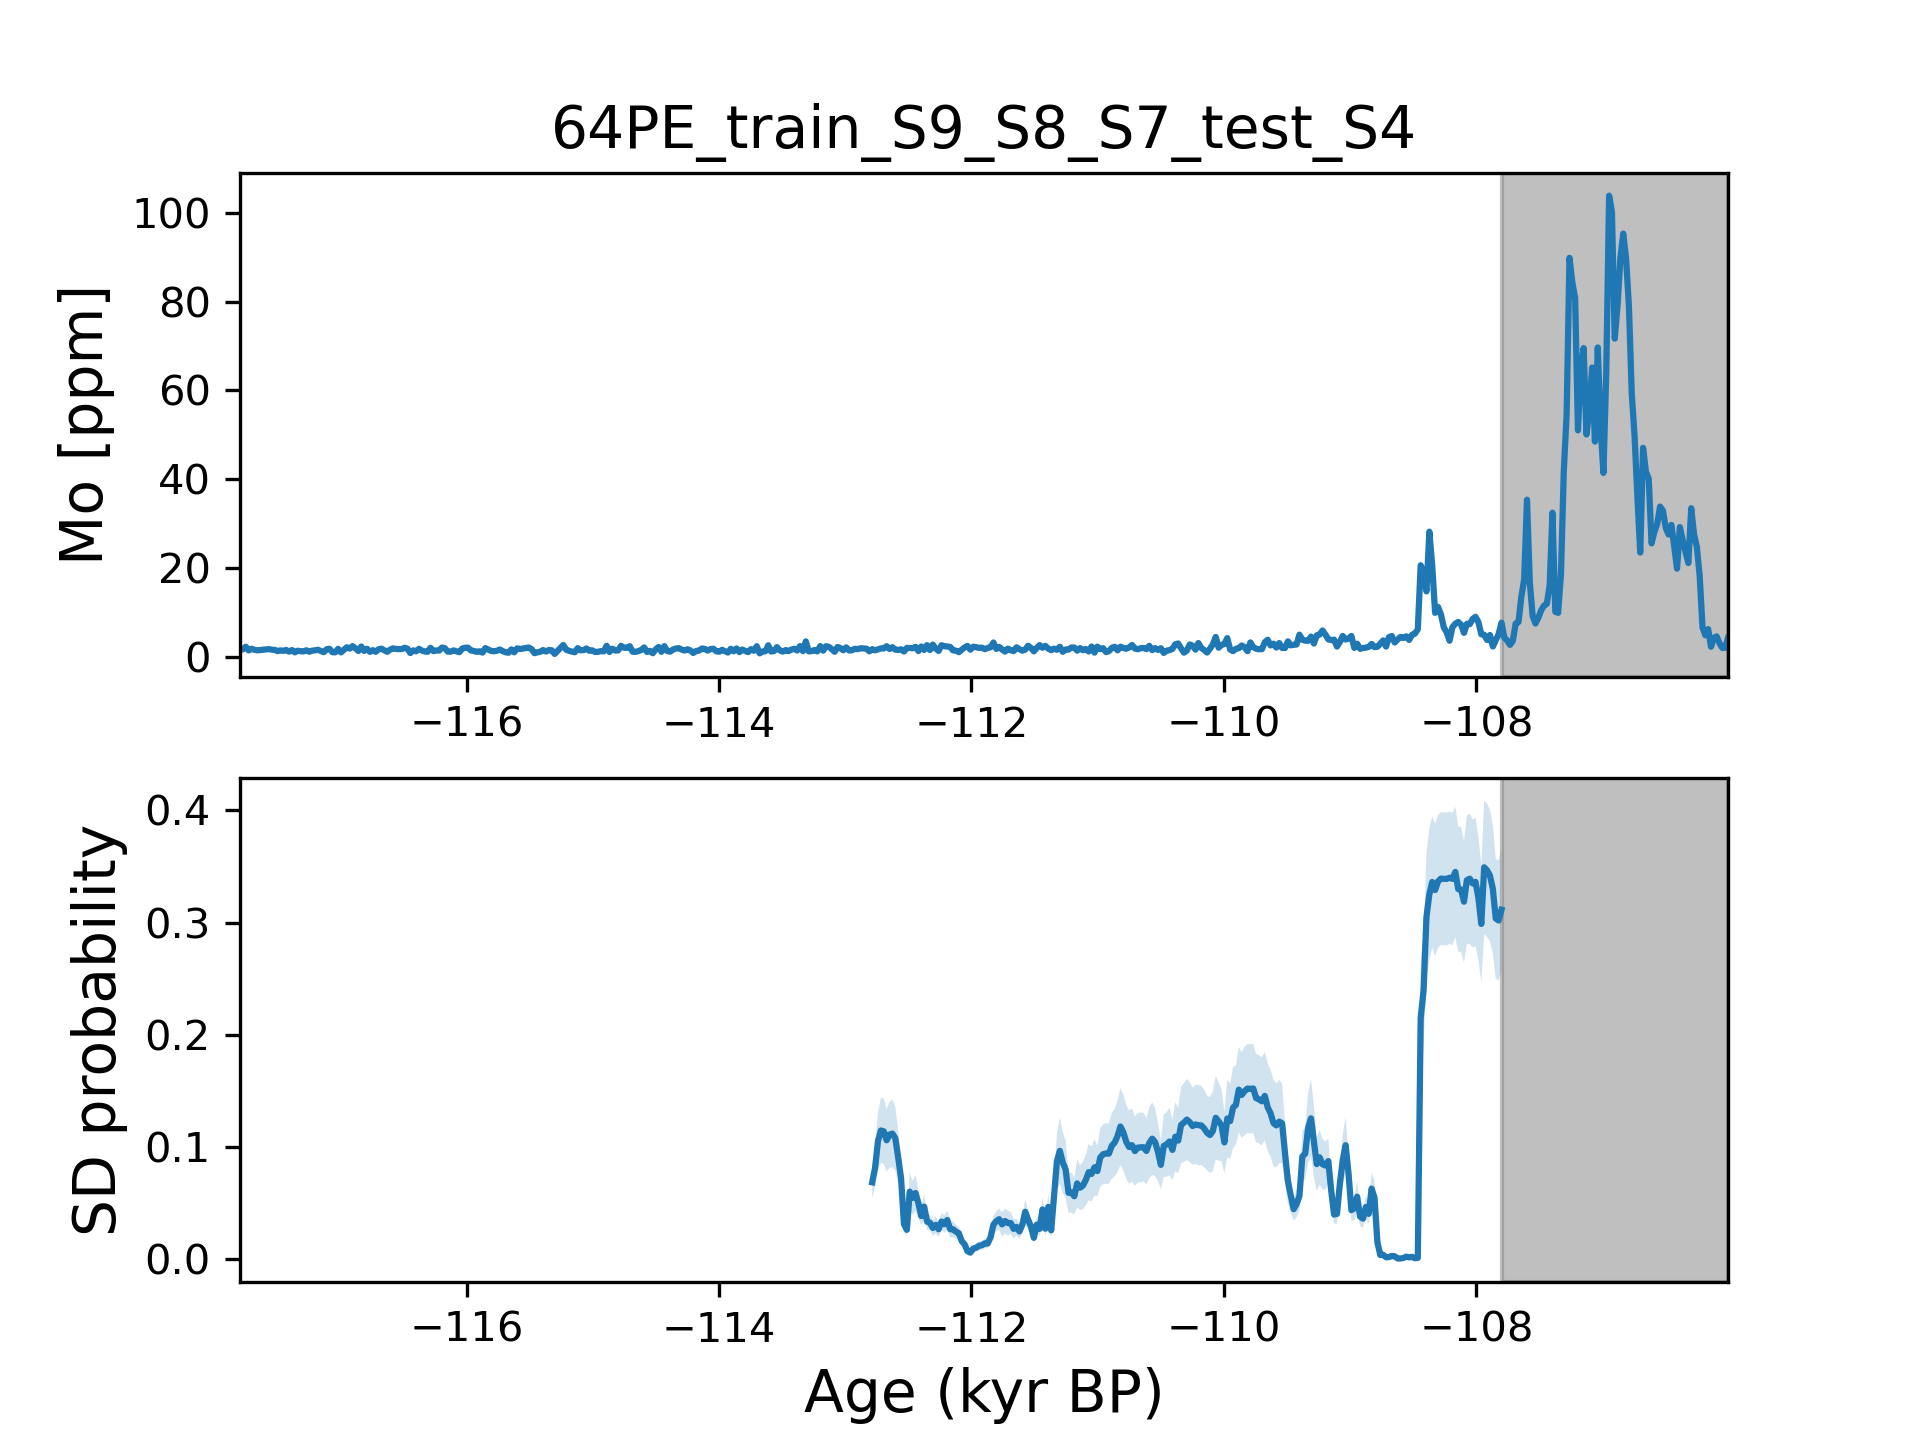 64PE_train_S9_S8_S7_test_S4
Mo [ppm]
100
80
60
40
20
0
−116 −114 −112 −110 −108
SD probability
0.4
0.3
0.2
0.1
0.0
−116 −114 −112 −110 −108
Age (kyr BP)